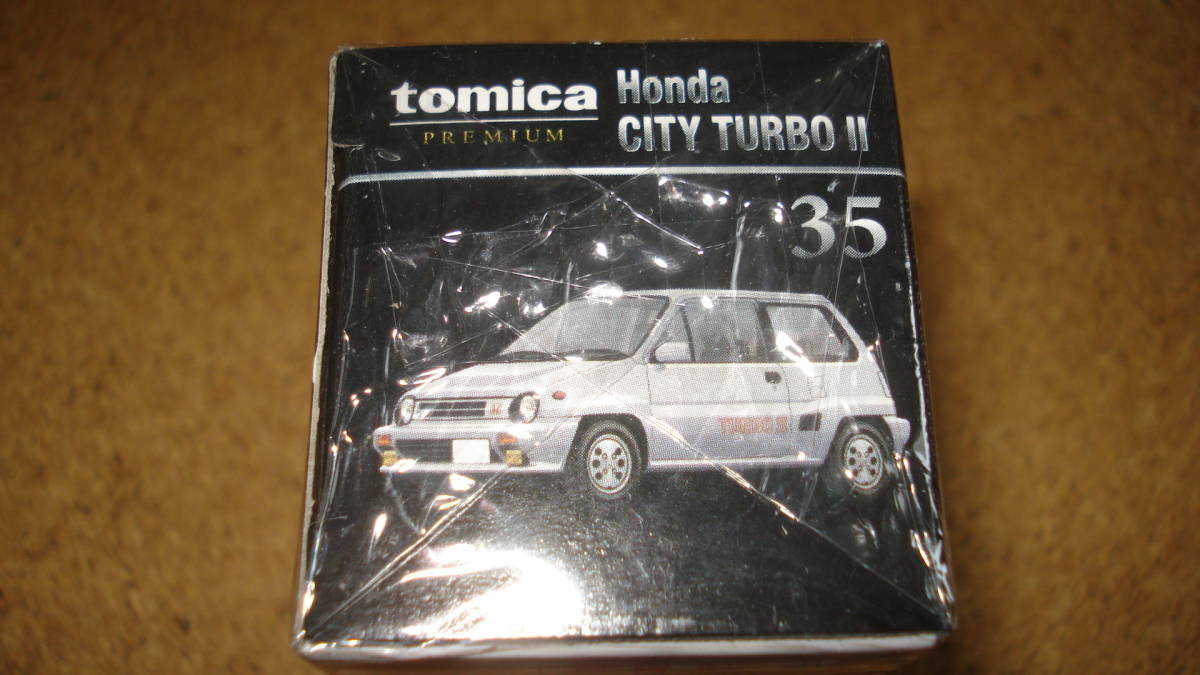 tomica
PREMIUM
Honda
CITY TURBO II
35
TURBO II